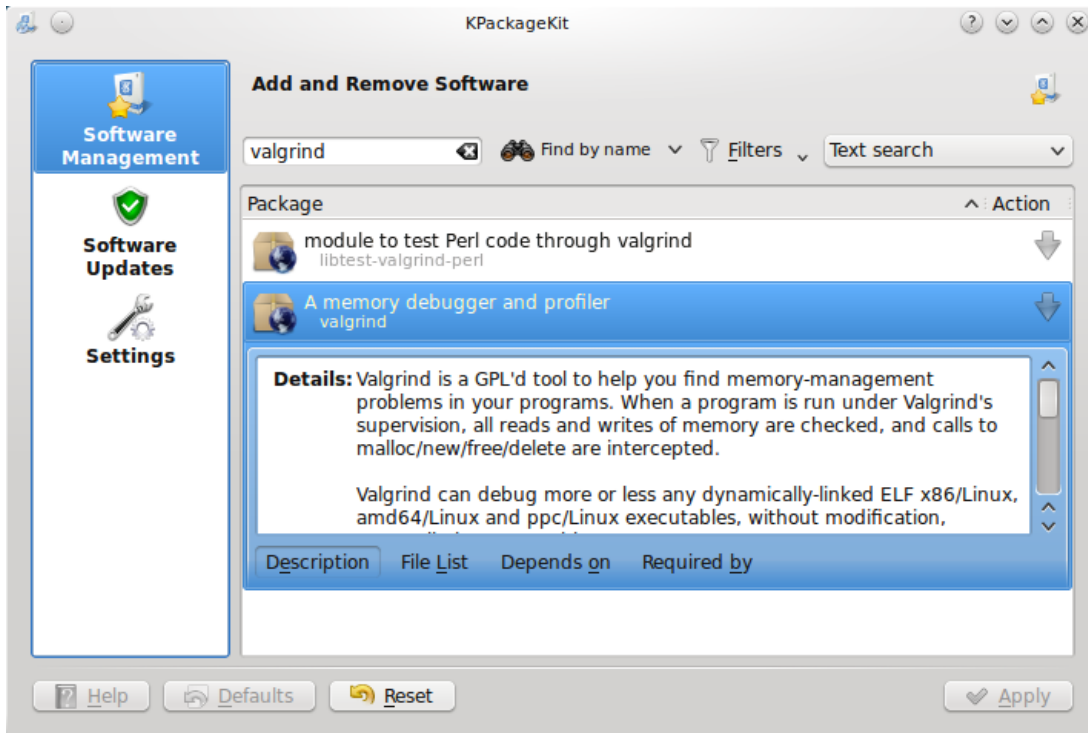 KPackageKit
Software
Management
Software
Updates
Settings
Add and Remove Software
valgrind
Find by name
Filters
Text search
Package
Action
module to test Perl code through valgrind
libtest-valgrind-perl
A memory debugger and profiler
valgrind
Details: Valgrind is a GPL'd tool to help you find memory-management
problems in your programs. When a program is run under Valgrind's
supervision, all reads and writes of memory are checked, and calls to
malloc/new/free/delete are intercepted.
Valgrind can debug more or less any dynamically-linked ELF x86/Linux,
amd64/Linux and ppc/Linux executables, without modification,
Description
File List
Depends on
Required by
Help
Defaults
Reset
Apply